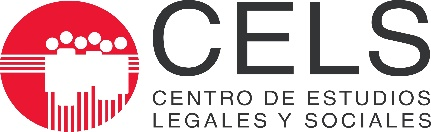 CELS
CENTRO DE ESTUDIOS
LEGALES Y SOCIALES